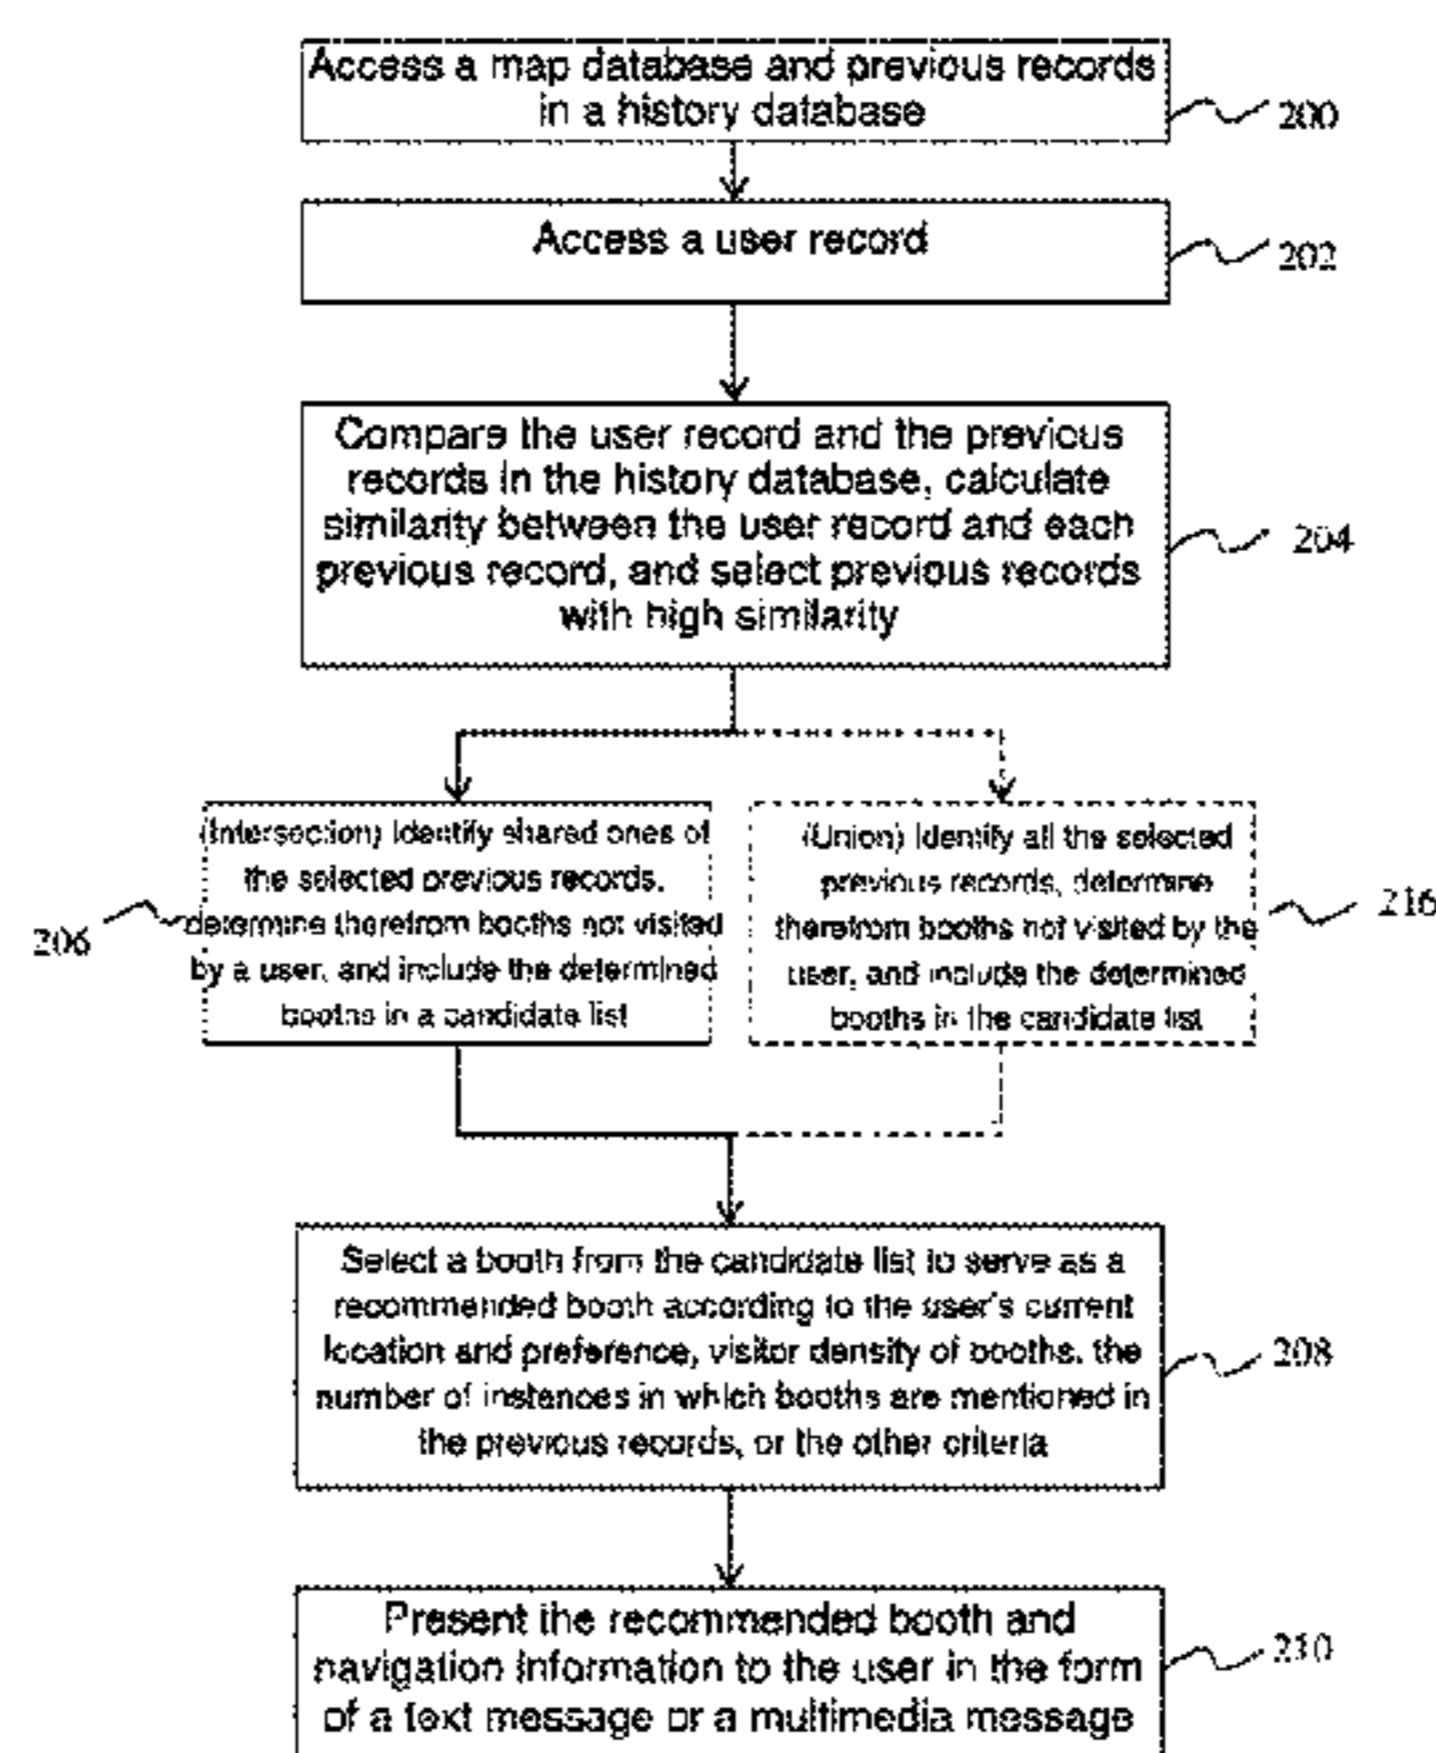 Access a map database and previous records
in a history database
200
Access a user record
202
Compare the user record and the previous
records in the history database, calculate
similarity between the user record and each
previous record, and select previous records
with high similarity
204
(Intersection) Identify shared ones of
the selected previous records,
determine therefrom booths not visited
by a user, and include the determined
booths in a candidate list
206
(Union) Identify all the selected
previous records, determine
therefrom booths not visited by the
user, and include the determined
booths in the candidate list
216
Select a booth from the candidate list to serve as a
recommended booth according to the user's current
location and preference, visitor density of booths, the
number of instances in which booths are mentioned in
the previous records, or the other criteria
208
Present the recommended booth and
navigation information to the user in the form
of a text message or a multimedia message
210